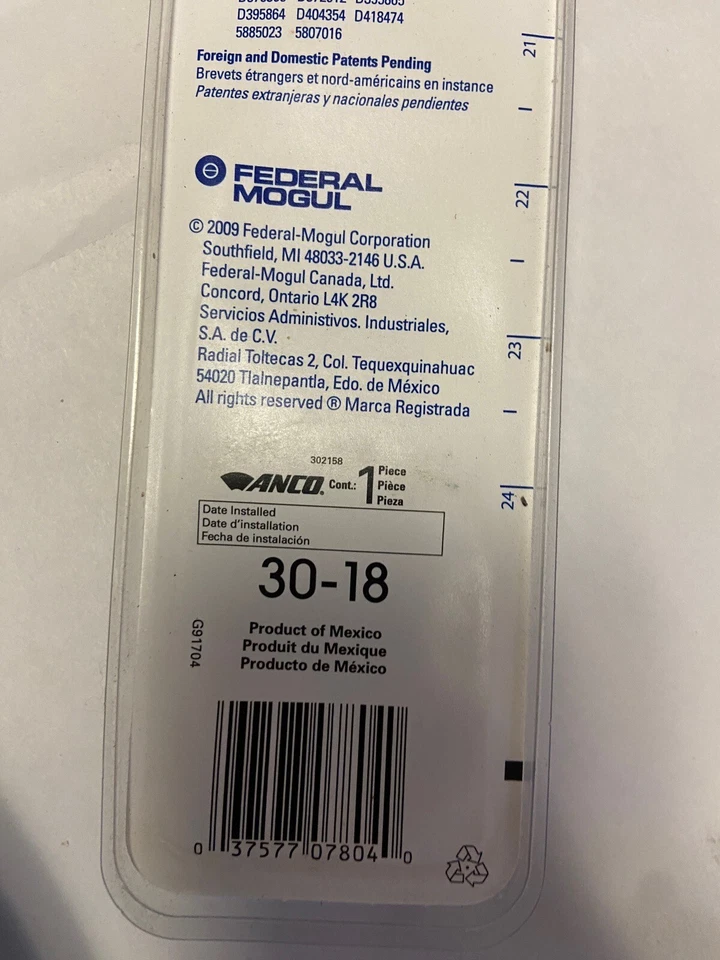 D395864 D404354 D418474
5885023 5807016
Foreign and Domestic Patents Pending
Brevets étrangers et nord-américains en instance
Patentes extranjeras y nacionales pendientes
21
FEDERAL
MOGUL
22
© 2009 Federal-Mogul Corporation
Southfield, MI 48033-2146 U.S.A.
Federal-Mogul Canada, Ltd.
Concord, Ontario L4K 2R8
Servicios Administivos. Industriales,
S.A. de C.V.
Radial Toltecas 2, Col. Tequexquinahuac
54020 Tlalnepantla, Edo. de México
All rights reserved ® Marca Registrada
23
302158
ANCO. Cont.: 1 Piece
Pièce
Pieza
24
Date Installed
Date d'installation
Fecha de instalación
30-18
G91704
Product of Mexico
Produit du Mexique
Producto de México
0 37577 07804 0